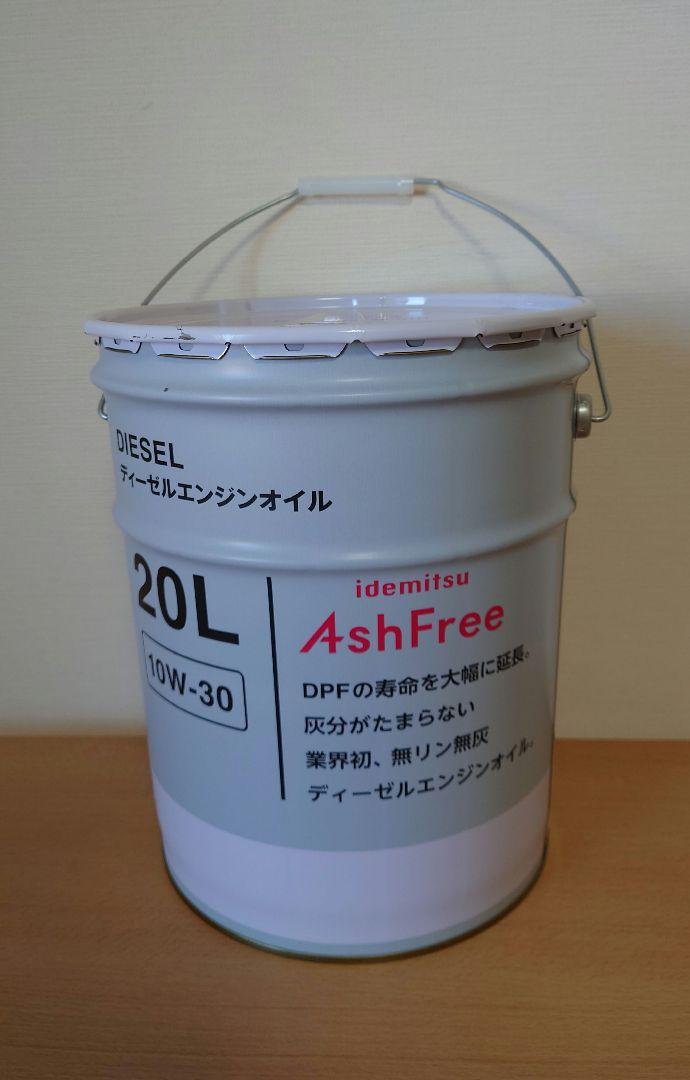 DIESEL
ディーゼルエンジンオイル
20L
10W-30
idemitsu
AshFree
DPFの寿命を大幅に延長。
灰分がたまらない
業界初、無リン無灰
ディーゼルエンジンオイル。